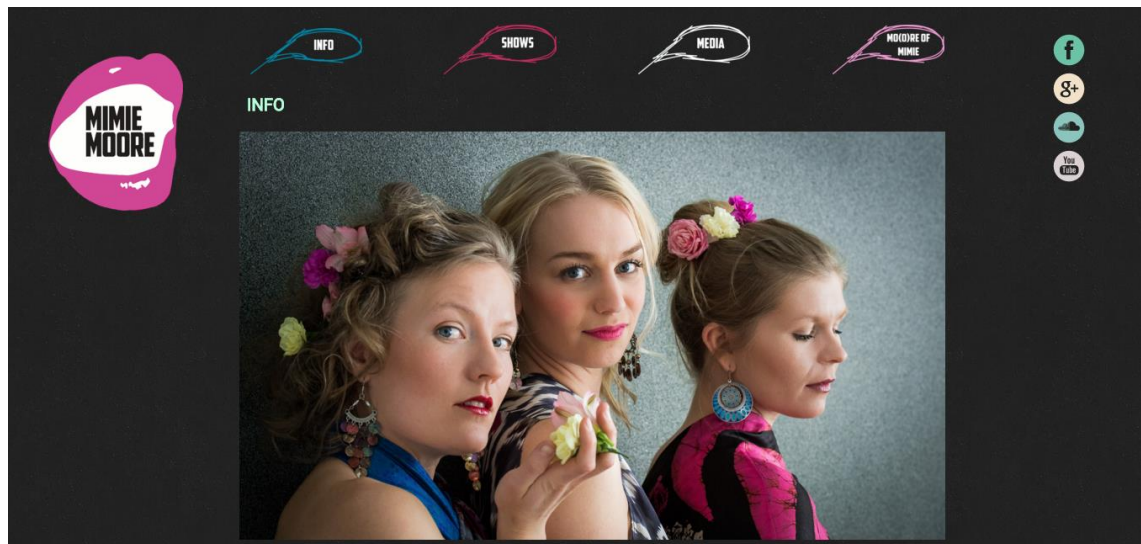 INFO
SHOWS
MEDIA
MO(O)RE OF
MIMIE
MIMIE
MOORE
INFO
f
g+
You
Tube